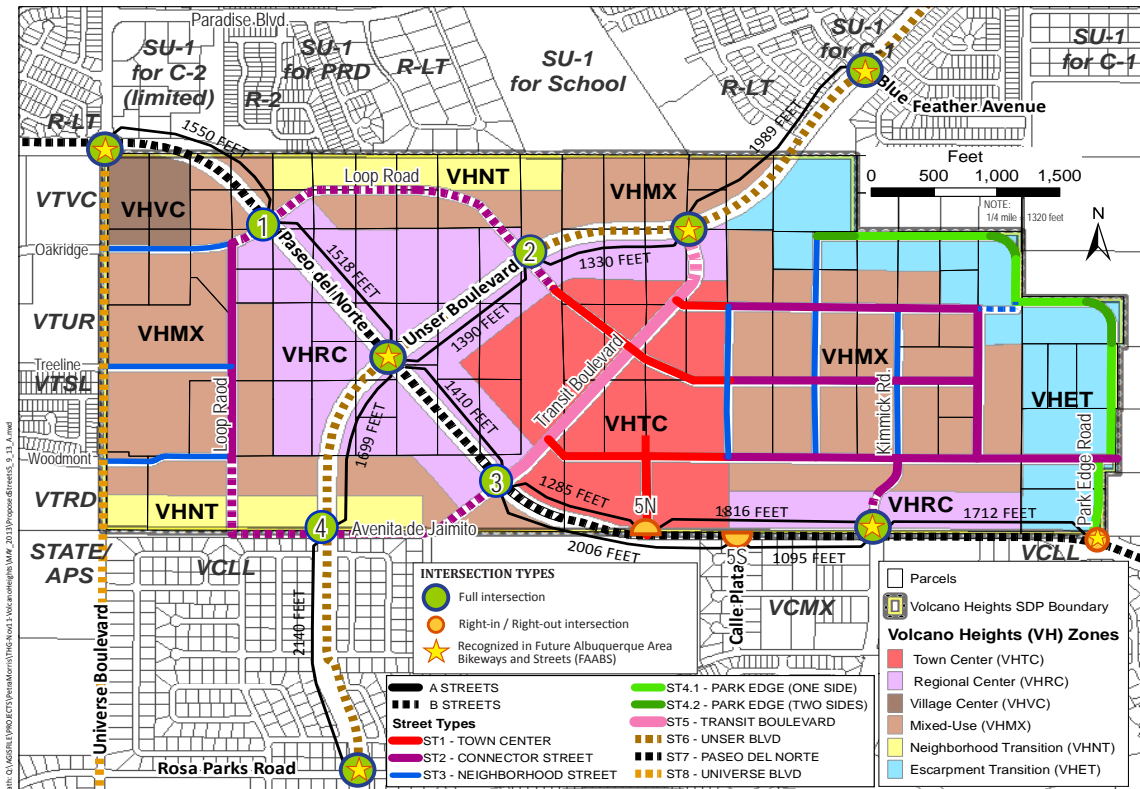 Paradise Blvd.
SU-1
for C-2
(limited)
SU-1
for PRD
R-2
R-LT
SU-1
for School
R-LT
SU-1
for C-1
SU-1
for C-1
R-LT
Blue Feather Avenue
1550 FEET
1989 FEET
Feet
0 500 1,000 1,500
NOTE:
1/4 mile = 1320 feet
N
VTVC
VHVC
Loop Road
VHNT
VHMX
Oakridge
1
Paseo del Norte
1518 FEET
2
1330 FEET
Unser Boulevard
1390 FEET
VTUR
VHMX
VHRC
VHMX
Treeline
VTSL
Loop Raod
1410 FEET
Transit Boulevard
VHTC
Kimmick Rd.
VHET
Woodmont
1699 FEET
Park Edge Road
VTRD
VHNT
3
1285 FEET
5N
1816 FEET
VHRC
1712 FEET
4
Avenita de Jaimito
2006 FEET
5S
1095 FEET
STATE/
APS
VCLL
Calle Plata
VCMX
VCLL
2140 FEET
Universe Boulevard
Rosa Parks Road
INTERSECTION TYPES
Full intersection
Right-in / Right-out intersection
Recognized in Future Albuquerque Area
Bikeways and Streets (FAABS)
A STREETS
B STREETS
Street Types
ST1 - TOWN CENTER
ST2 - CONNECTOR STREET
ST3 - NEIGHBORHOOD STREET
ST4.1 - PARK EDGE (ONE SIDE)
ST4.2 - PARK EDGE (TWO SIDES)
ST5 - TRANSIT BOULEVARD
ST6 - UNSER BLVD
ST7 - PASEO DEL NORTE
ST8 - UNIVERSE BLVD
Parcels
Volcano Heights SDP Boundary
Volcano Heights (VH) Zones
Town Center (VHTC)
Regional Center (VHRC)
Village Center (VHVC)
Mixed-Use (VHMX)
Neighborhood Transition (VHNT)
Escarpment Transition (VHET)